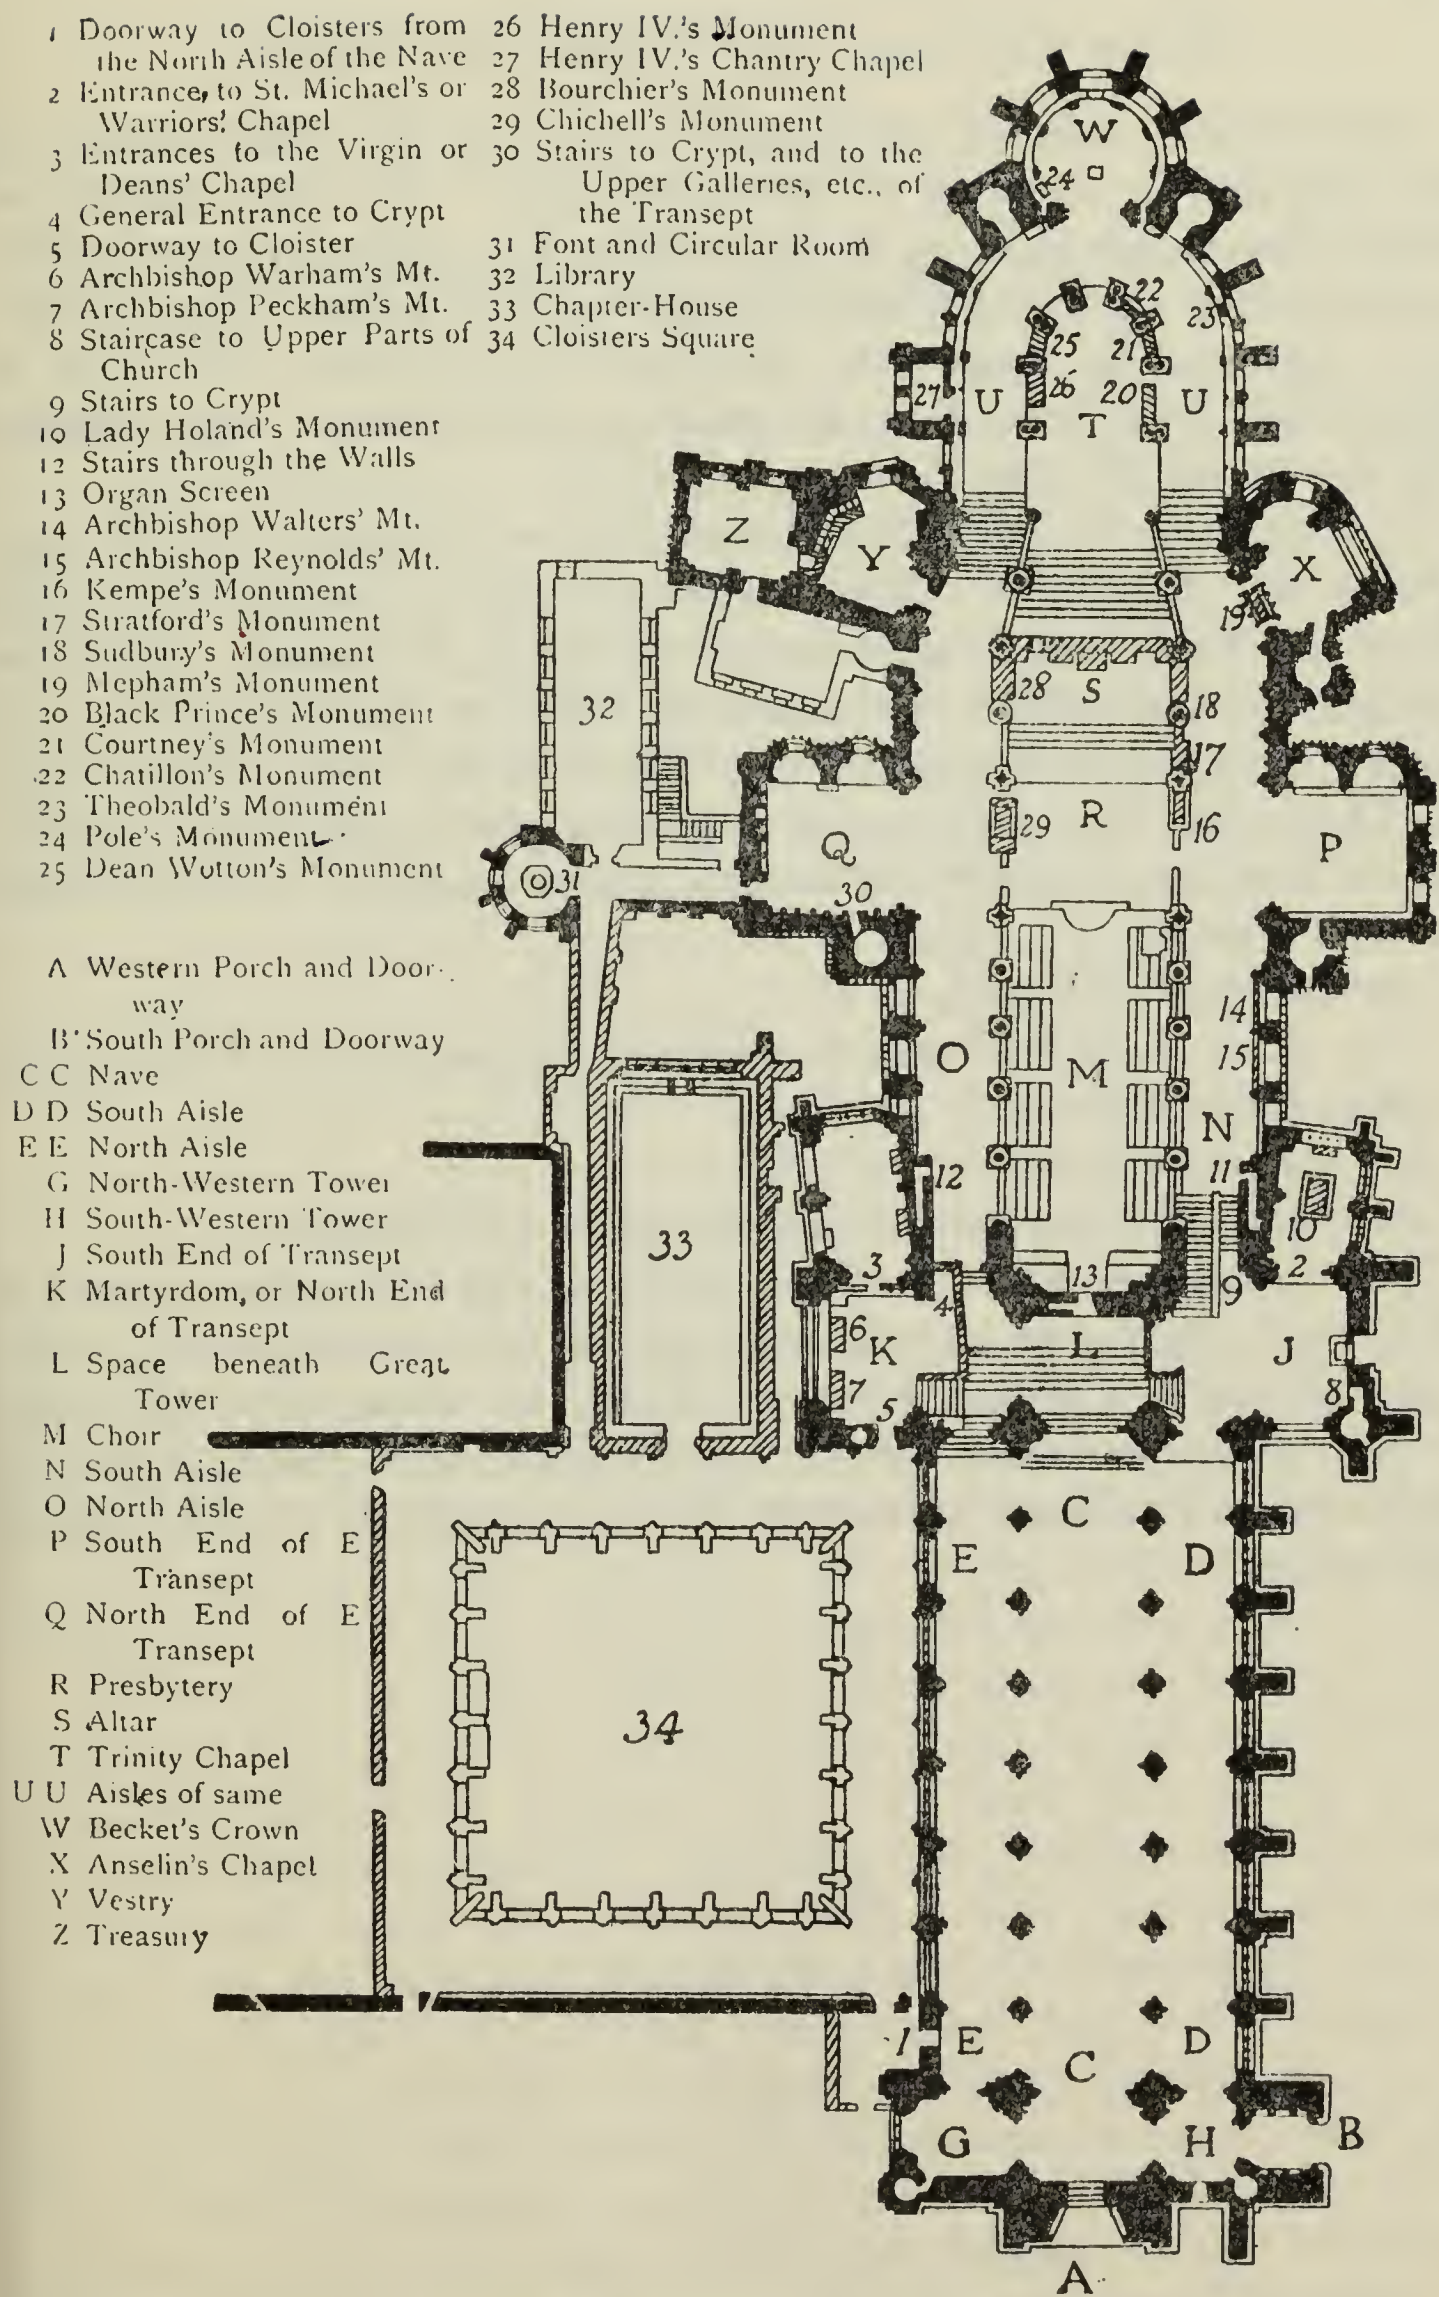 1 Doorway to Cloisters from
the North Aisle of the Nave
2 Entrance, to St. Michael's or
Warriors' Chapel
3 Entrances to the Virgin or
Deans' Chapel
4 General Entrance to Crypt
5 Doorway to Cloister
6 Archbishop Warham's Mt.
7 Archbishop Peckham's Mt.
8 Staircase to Upper Parts of
Church
9 Stairs to Crypt
10 Lady Holand's Monument
12 Stairs through the Walls
13 Organ Screen
14 Archbishop Walters' Mt.
15 Archbishop Reynolds' Mt.
16 Kempe's Monument
17 Stratford's Monument
18 Sudbury's Monument
19 Mepham's Monument
20 Black Prince's Monument
21 Courtney's Monument
22 Chatillon's Monument
23 Theobald's Monument
24 Pole's Monument
25 Dean Wotton's Monument
26 Henry IV.'s Monument
27 Henry IV.'s Chantry Chapel
28 Bourchier's Monument
29 Chichell's Monument
30 Stairs to Crypt, and to the
Upper Galleries, etc., of
the Transept
31 Font and Circular Room
32 Library
33 Chapter-House
34 Cloisters Square
A Western Porch and Door-
way
B South Porch and Doorway
C C Nave
D D South Aisle
E E North Aisle
G North-Western Tower
H South-Western Tower
J South End of Transept
K Martyrdom, or North End
of Transept
L Space beneath Great
Tower
M Choir
N South Aisle
O North Aisle
P South End of E
Transept
Q North End of E
Transept
R Presbytery
S Altar
T Trinity Chapel
U U Aisles of same
W Becket's Crown
X Anselin's Chapel
Y Vestry
Z Treasury
W
24
22
23
25
21
27
U
26
20
U
T
Z
Y
X
19
32
28
S
18
17
29
R
16
Q
P
31
30
14
O
M
15
N
12
11
33
10
3
13
2
4
9
6
K
L
J
7
8
5
C
E
D
34
1
E
D
C
G
H
B
A